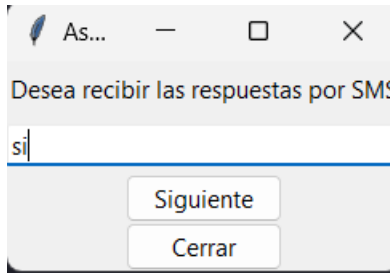 As...
Desea recibir las respuestas por SMS
si
Siguiente
Cerrar